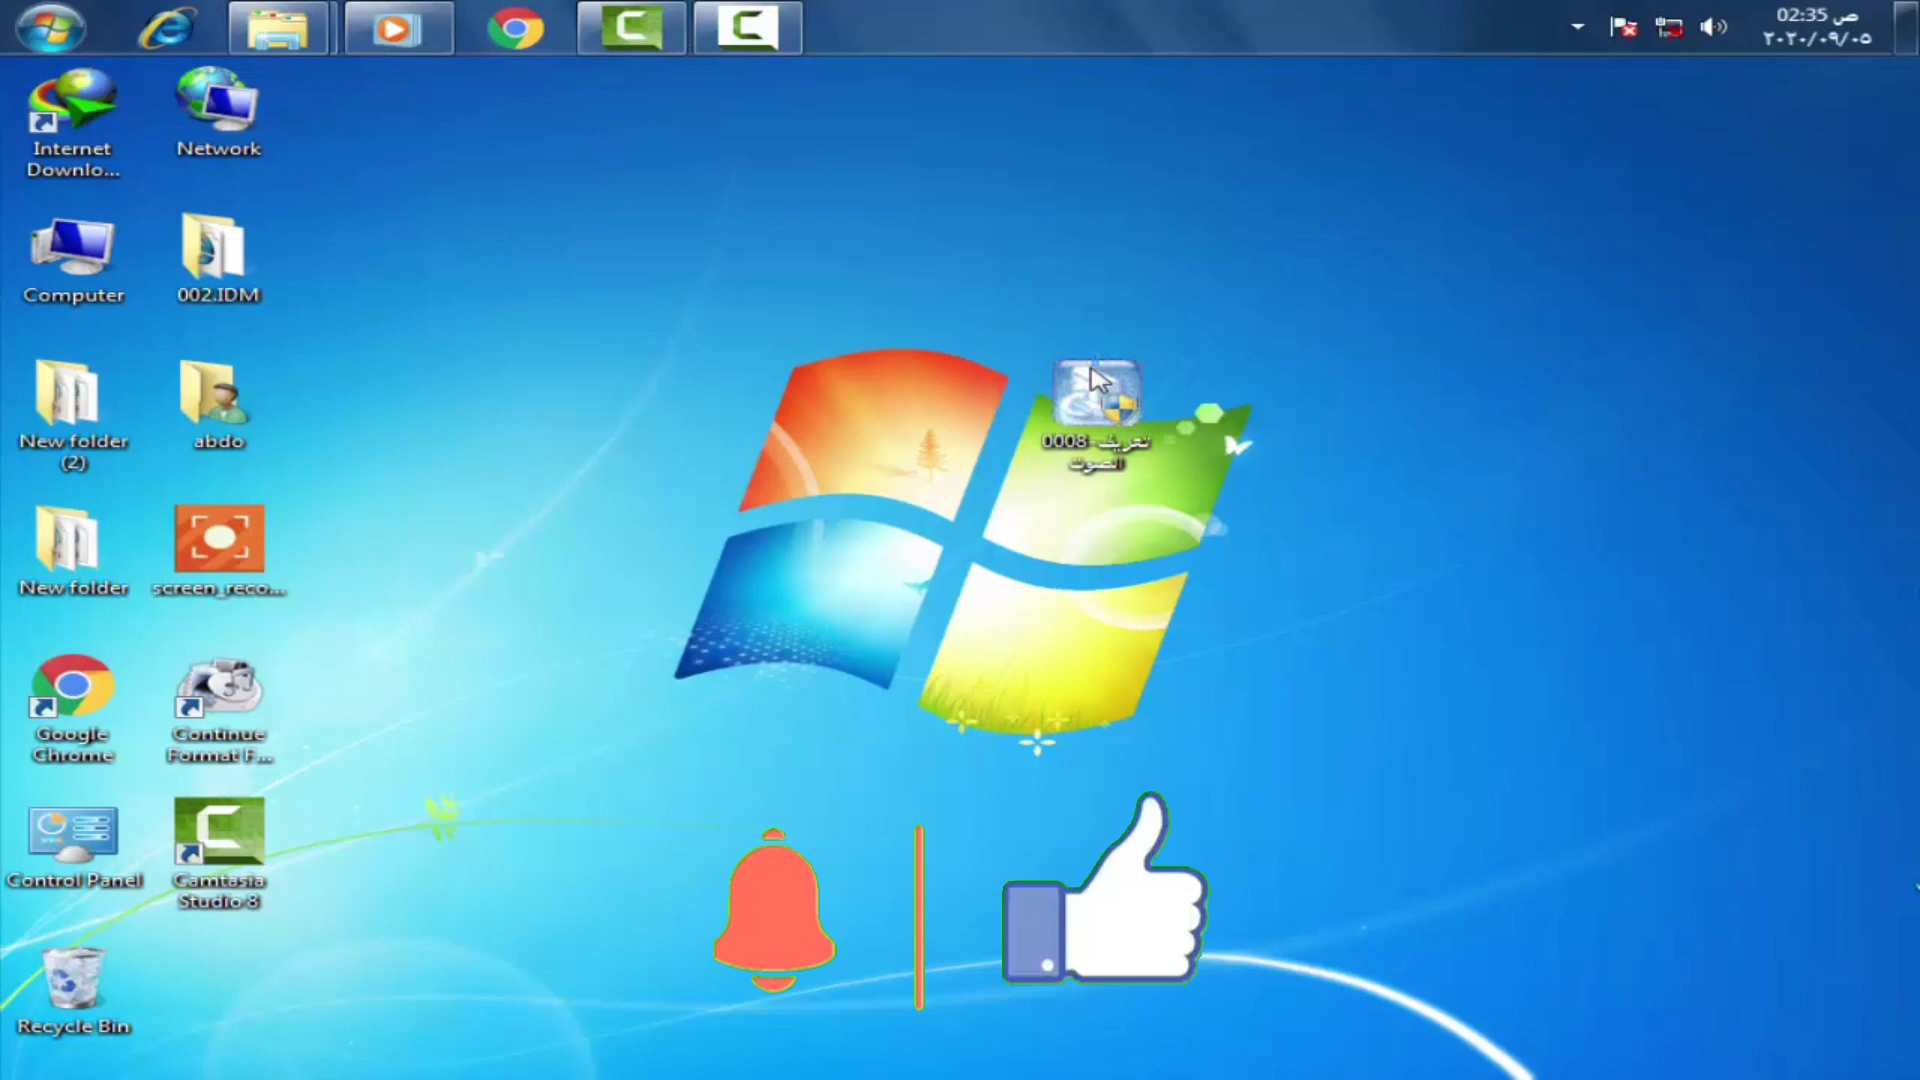 ص 02:35
٢٠٢٠/٠٩/٠٥
Internet
Downlo...
Network
Computer
002.IDM
New folder
(2)
abdo
0008-تعريف
الصوت
New folder
screen_reco...
Google
Chrome
Continue
Format F...
Control Panel
Camtasia
Studio 8
Recycle Bin